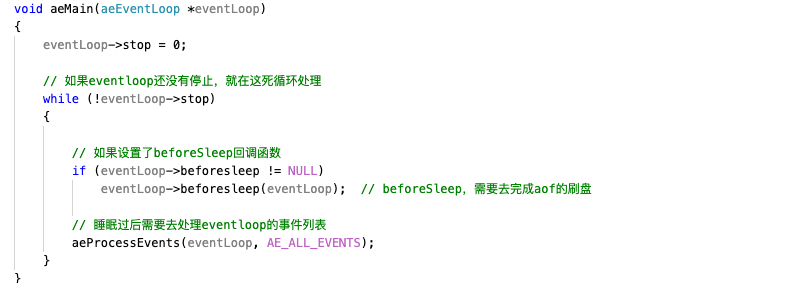 void aeMain(aeEventLoop *eventLoop)
{
    eventLoop->stop = 0;
    // 如果eventloop还没有停止，就在这死循环处理
    while (!eventLoop->stop)
    {
        // 如果设置了beforeSleep回调函数
        if (eventLoop->beforesleep != NULL)
            eventLoop->beforesleep(eventLoop);  // beforeSleep，需要去完成aof的刷盘
        // 睡眠过后需要去处理eventloop的事件列表
        aeProcessEvents(eventLoop, AE_ALL_EVENTS);
    }
}